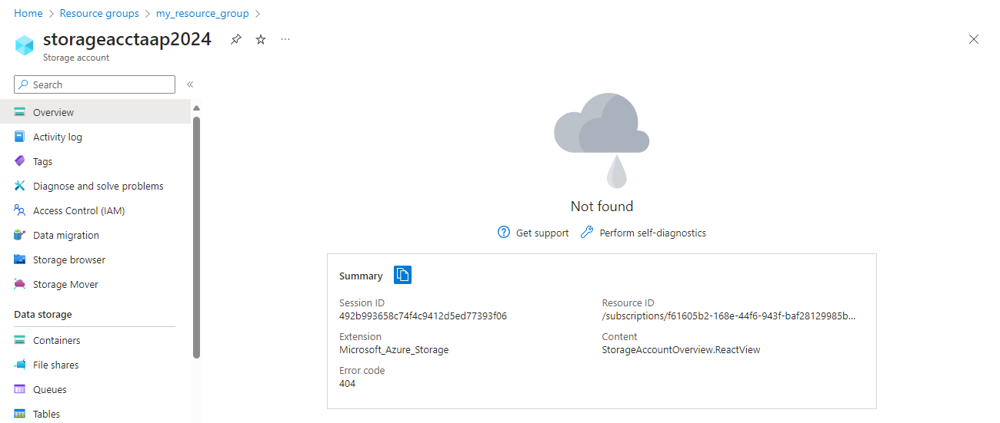 Home > Resource groups > my_resource_group >
storageacctaap2024
Storage account
Search
Overview
Activity log
Tags
Diagnose and solve problems
Access Control (IAM)
Data migration
Storage browser
Storage Mover
Data storage
Containers
File shares
Queues
Tables
Not found
Get support Perform self-diagnostics
Summary
Session ID
492b993658c74f4c9412d5ed77393f06
Resource ID
/subscriptions/f61605b2-168e-44f6-943f-baf28129985b...
Extension
Microsoft_Azure_Storage
Content
StorageAccountOverview.ReactView
Error code
404